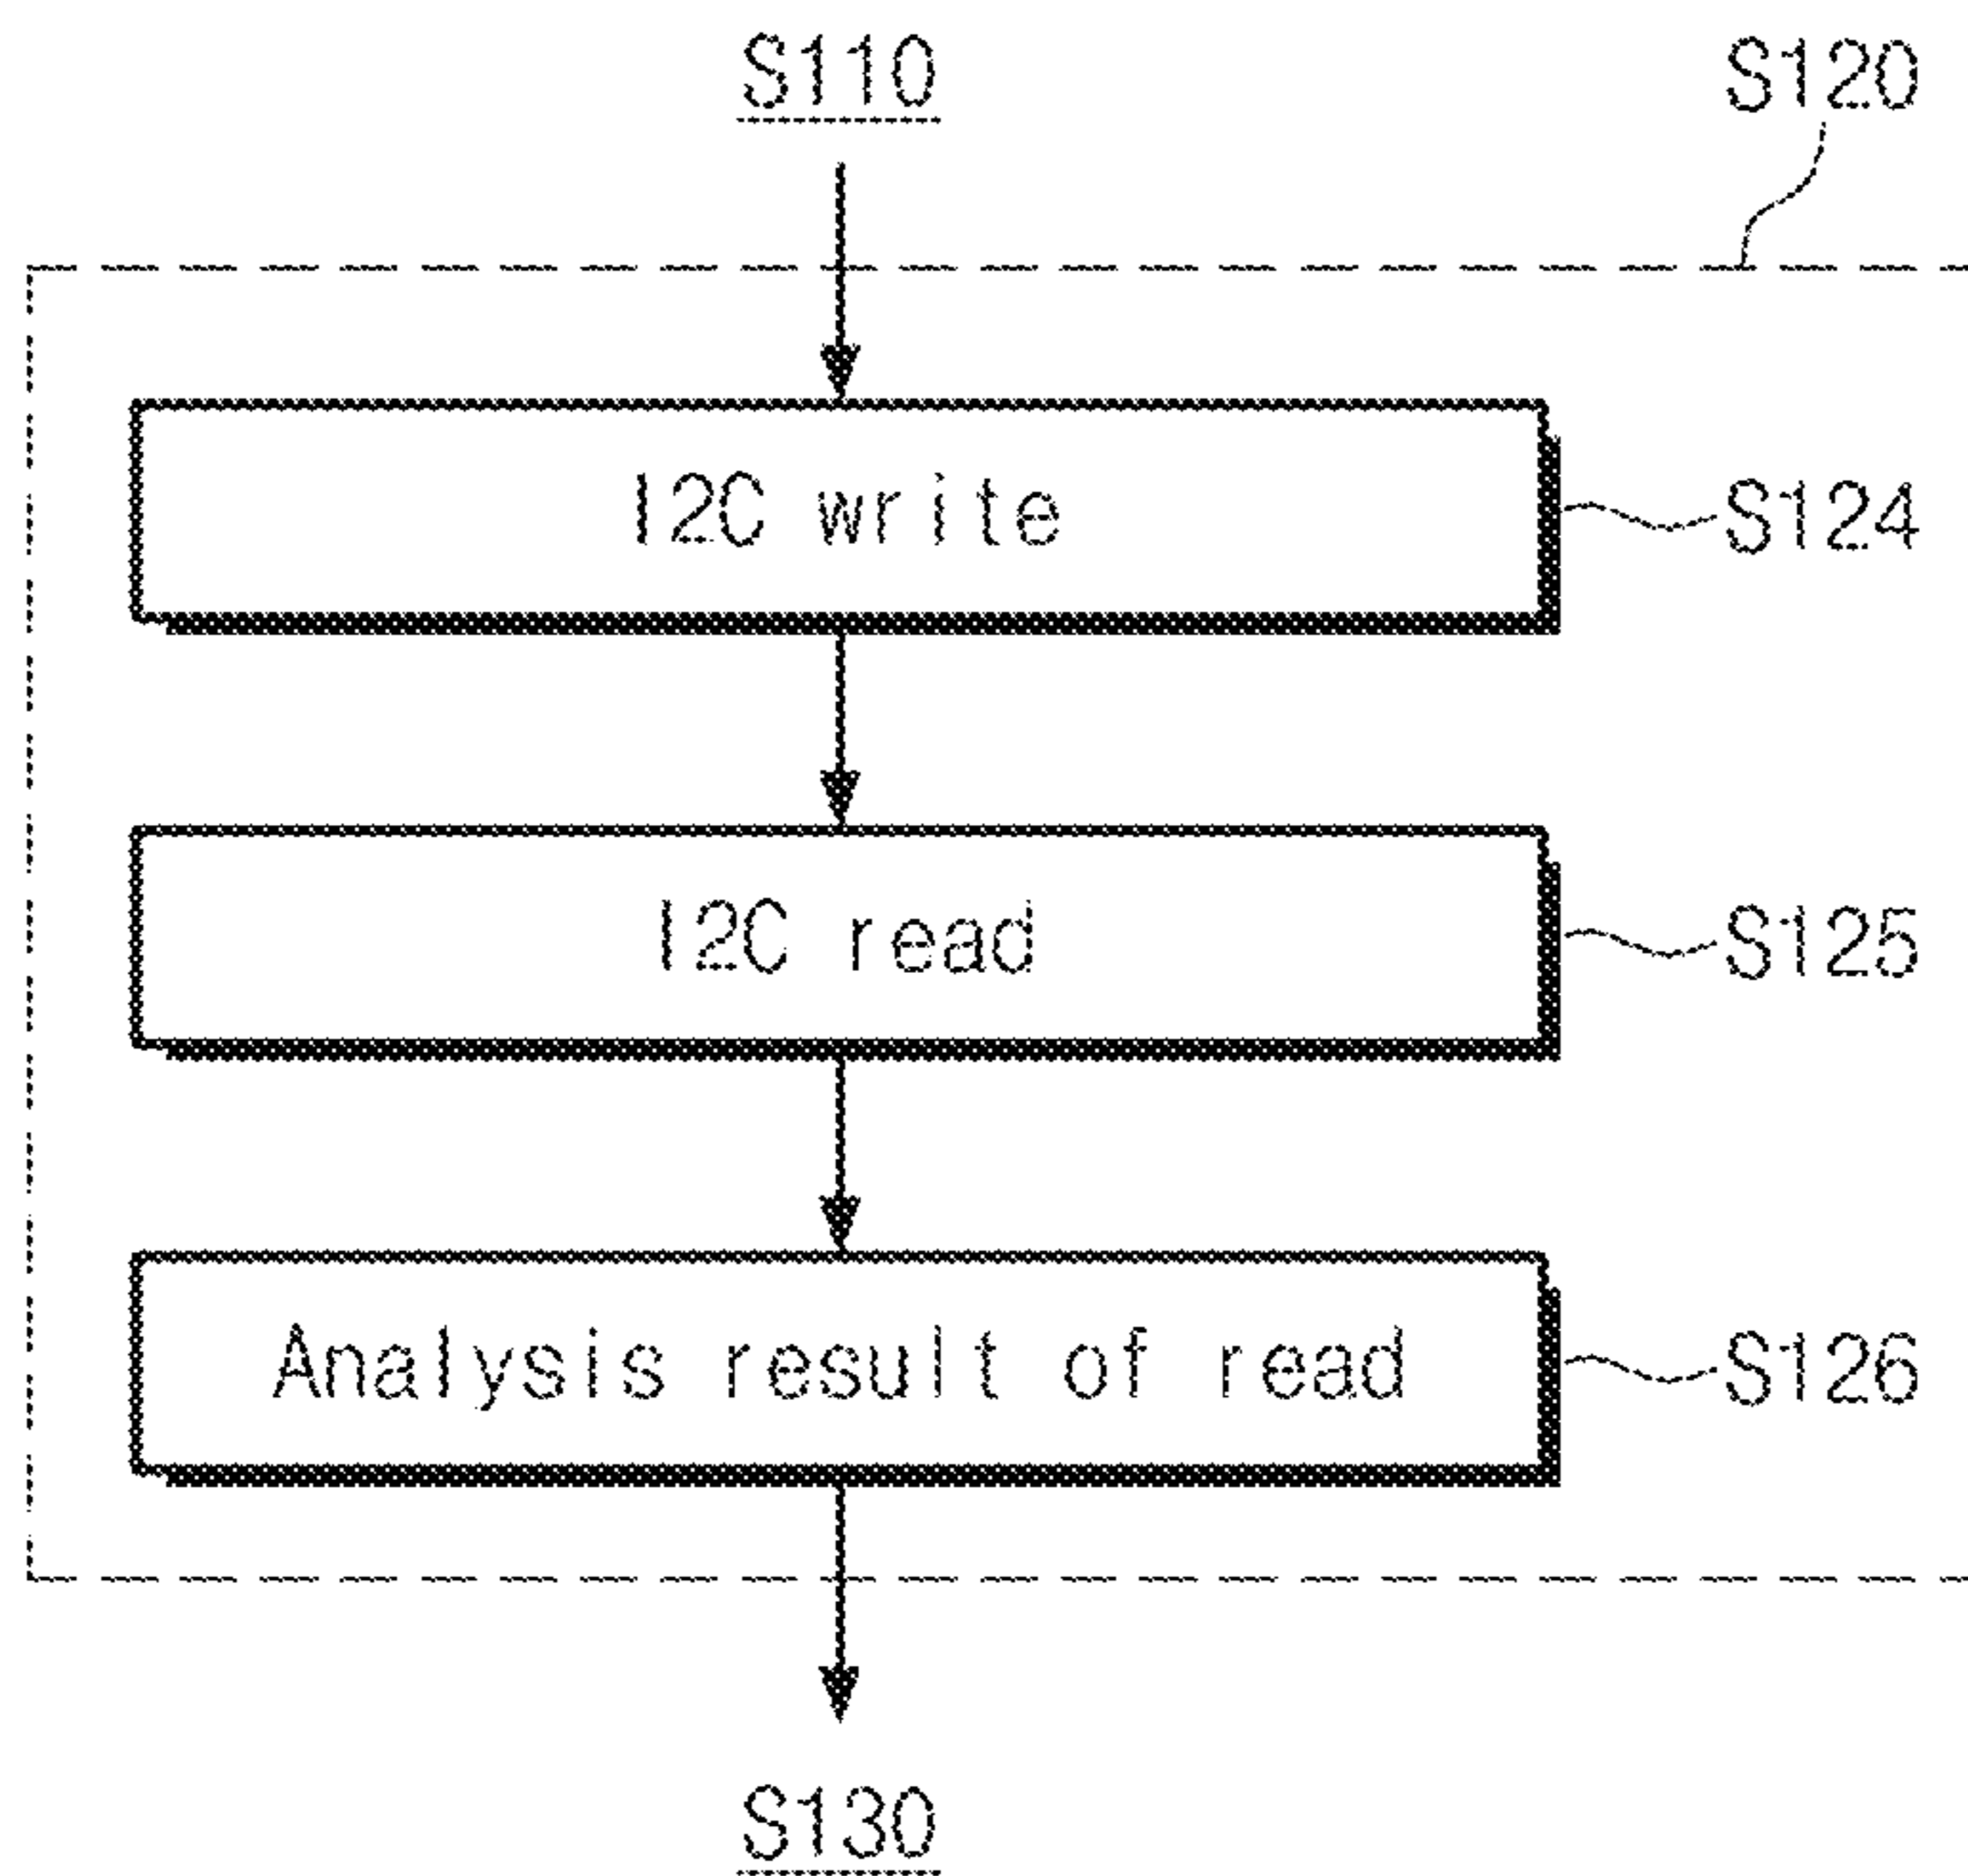 S110
S120
I2C write
S124
I2C read
S125
Analysis result of read
S126
S130